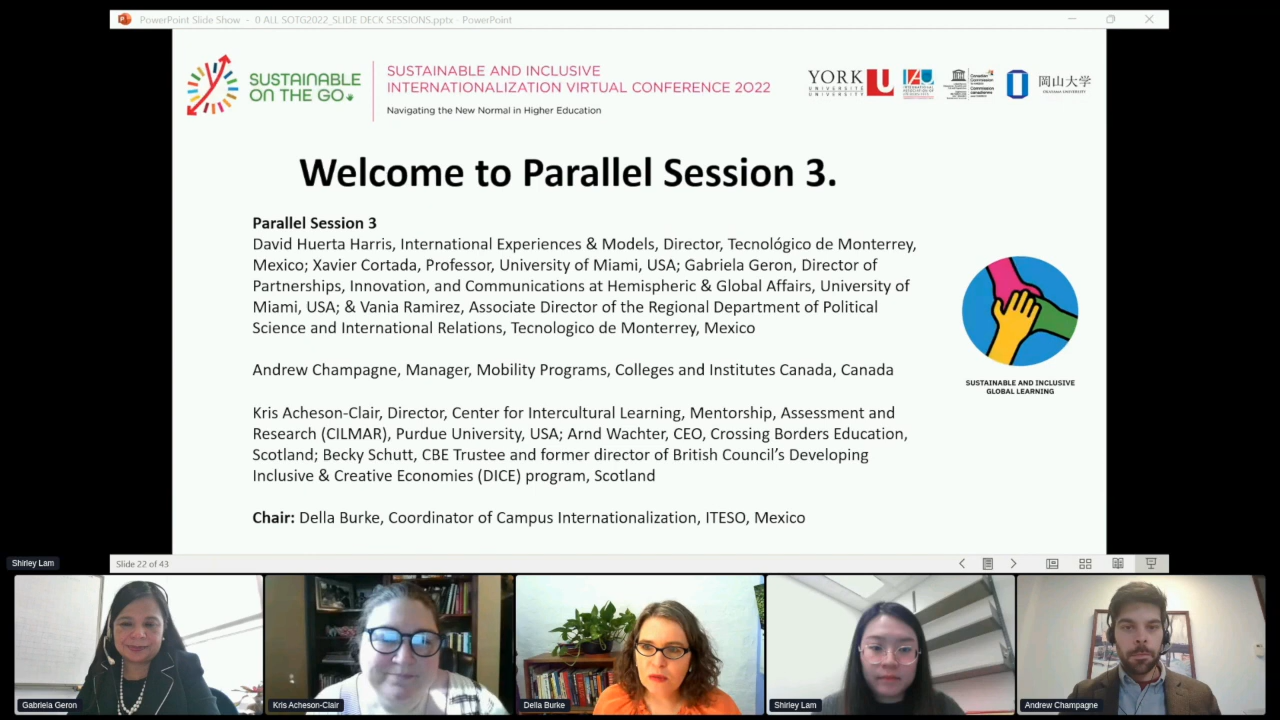 PowerPoint Slide Show - 0 ALL SOTG2022_SLIDE DECK SESSIONS.pptx - PowerPoint
SUSTAINABLE
ON THE GO
SUSTAINABLE AND INCLUSIVE
INTERNATIONALIZATION VIRTUAL CONFERENCE 2022
Navigating the New Normal in Higher Education
YORK U
UNIVERSITÉ
UNIVERSITY
IAU
岡山大学
OKAYAMA UNIVERSITY
Welcome to Parallel Session 3.
Parallel Session 3
David Huerta Harris, International Experiences & Models, Director, Tecnológico de Monterrey,
Mexico; Xavier Cortada, Professor, University of Miami, USA; Gabriela Geron, Director of
Partnerships, Innovation, and Communications at Hemispheric & Global Affairs, University of
Miami, USA; & Vania Ramirez, Associate Director of the Regional Department of Political
Science and International Relations, Tecnologico de Monterrey, Mexico
Andrew Champagne, Manager, Mobility Programs, Colleges and Institutes Canada, Canada
Kris Acheson-Clair, Director, Center for Intercultural Learning, Mentorship, Assessment and
Research (CILMAR), Purdue University, USA; Arnd Wachter, CEO, Crossing Borders Education,
Scotland; Becky Schutt, CBE Trustee and former director of British Council's Developing
Inclusive & Creative Economies (DICE) program, Scotland
Chair: Della Burke, Coordinator of Campus Internationalization, ITESO, Mexico
SUSTAINABLE AND INCLUSIVE
GLOBAL LEARNING
Shirley Lam
Slide 22 of 43
Gabriela Geron
Kris Acheson-Clair
Della Burke
Shirley Lam
Andrew Champagne